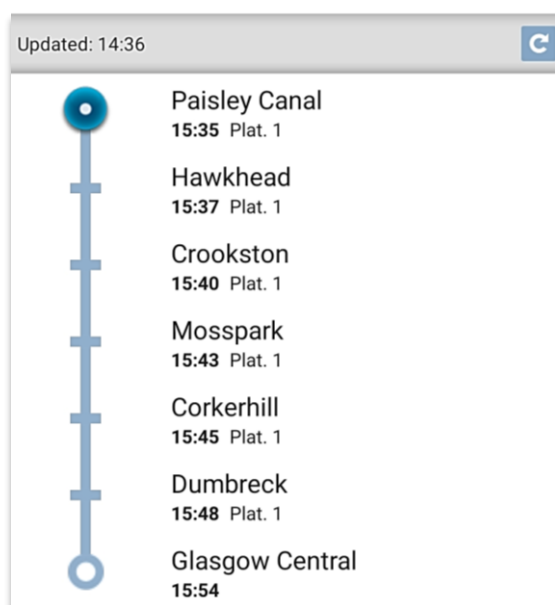 Updated: 14:36
Paisley Canal
15:35 Plat. 1
Hawkhead
15:37 Plat. 1
Crookston
15:40 Plat. 1
Mosspark
15:43 Plat. 1
Corkerhill
15:45 Plat. 1
Dumbreck
15:48 Plat. 1
Glasgow Central
15:54